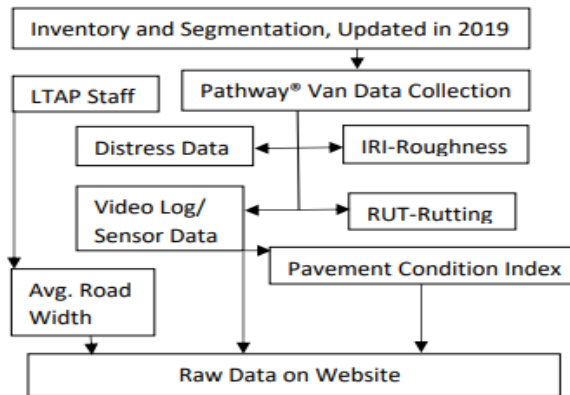 Inventory and Segmentation, Updated in 2019
LTAP Staff
Pathway® Van Data Collection
Distress Data
IRI-Roughness
Video Log/
Sensor Data
RUT-Rutting
Pavement Condition Index
Avg. Road
Width
Raw Data on Website